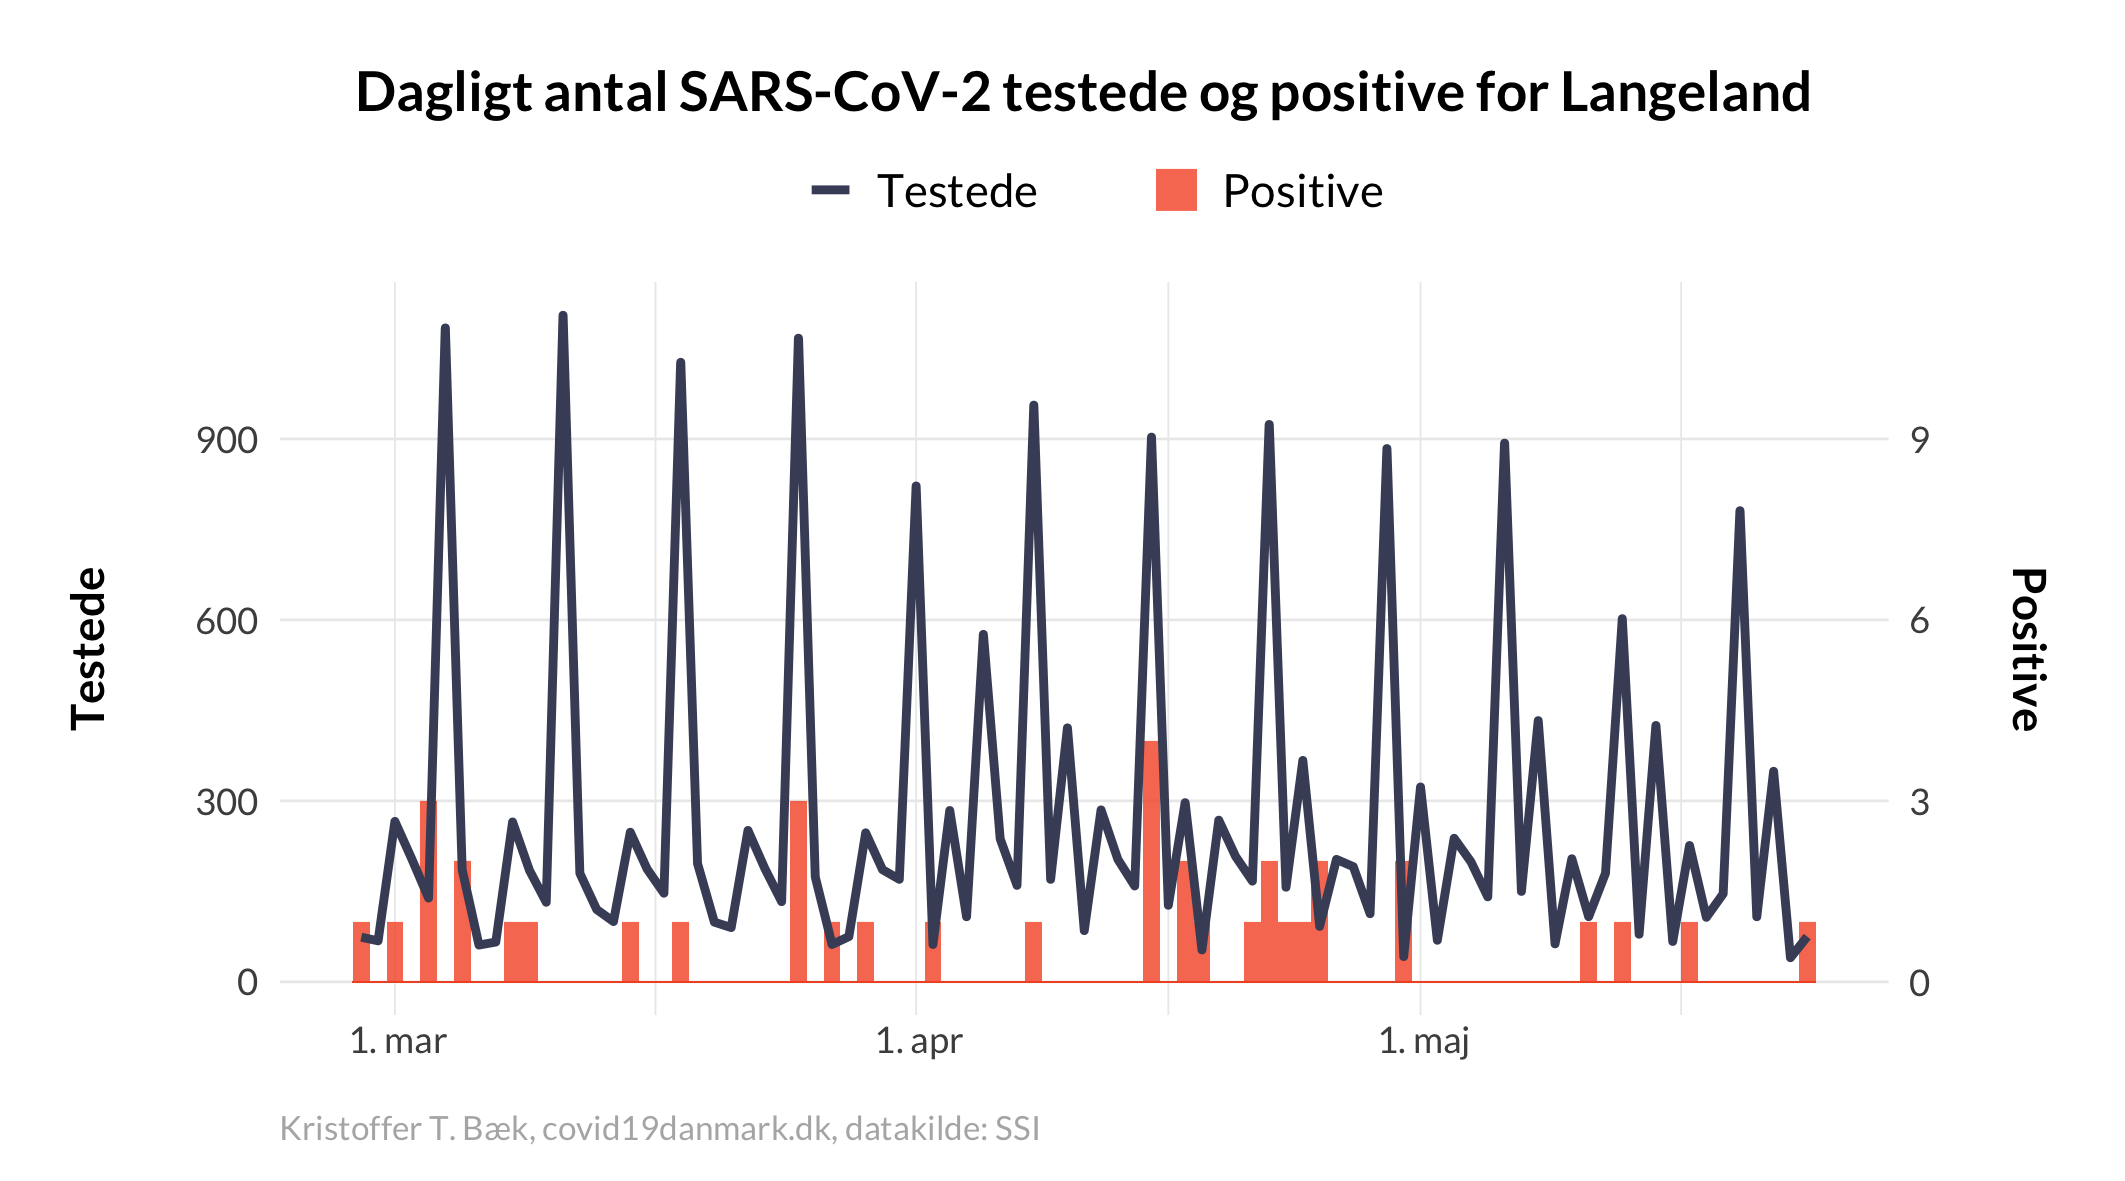 Dagligt antal SARS-CoV-2 testede og positive for Langeland
Testede Positive
900 9
600 6
300 3
0 0
Testede
Positive
1. mar 1. apr 1. maj
Kristoffer T. Bæk, covid19danmark.dk, datakilde: SSI